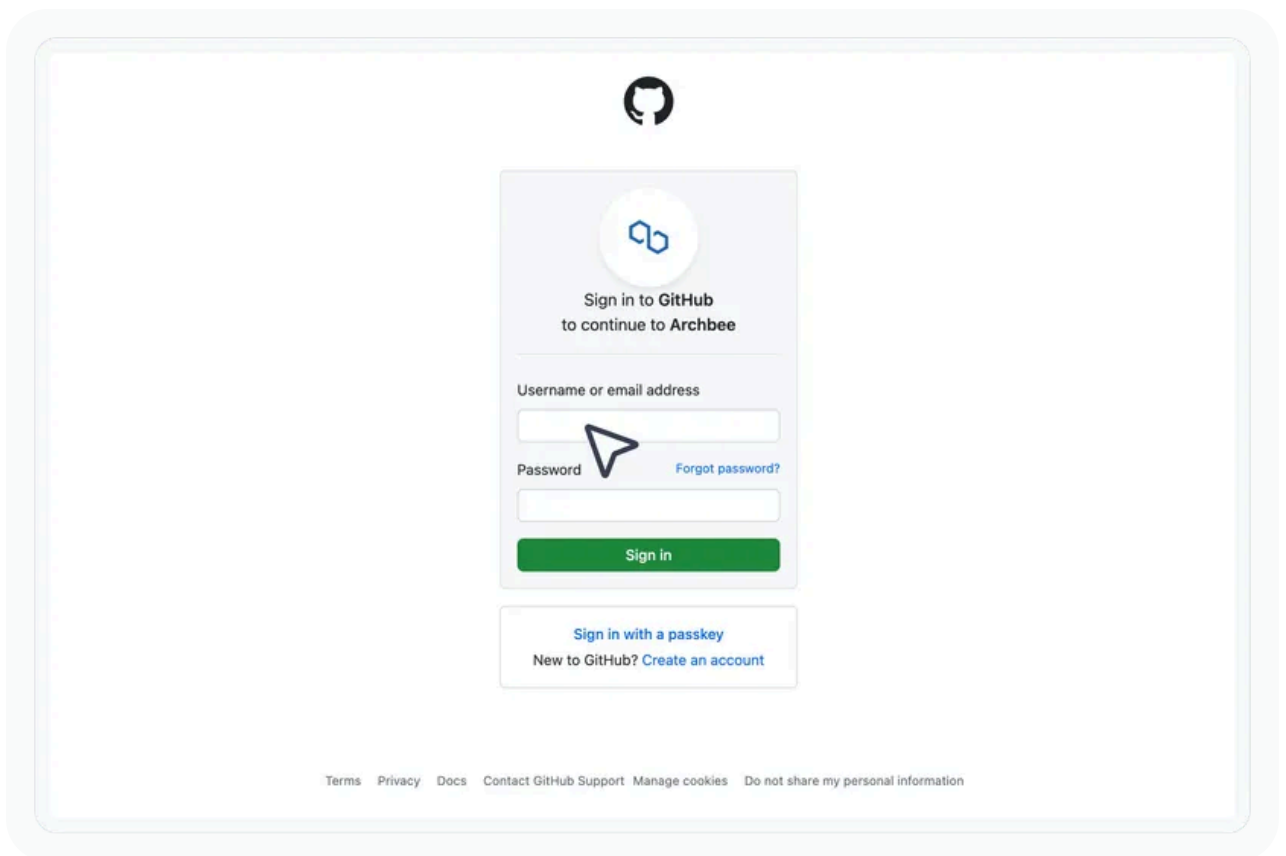 Sign in to GitHub
to continue to Archbee
Username or email address
Password Forgot password?
Sign in
Sign in with a passkey
New to GitHub? Create an account
Terms Privacy Docs Contact GitHub Support Manage cookies Do not share my personal information